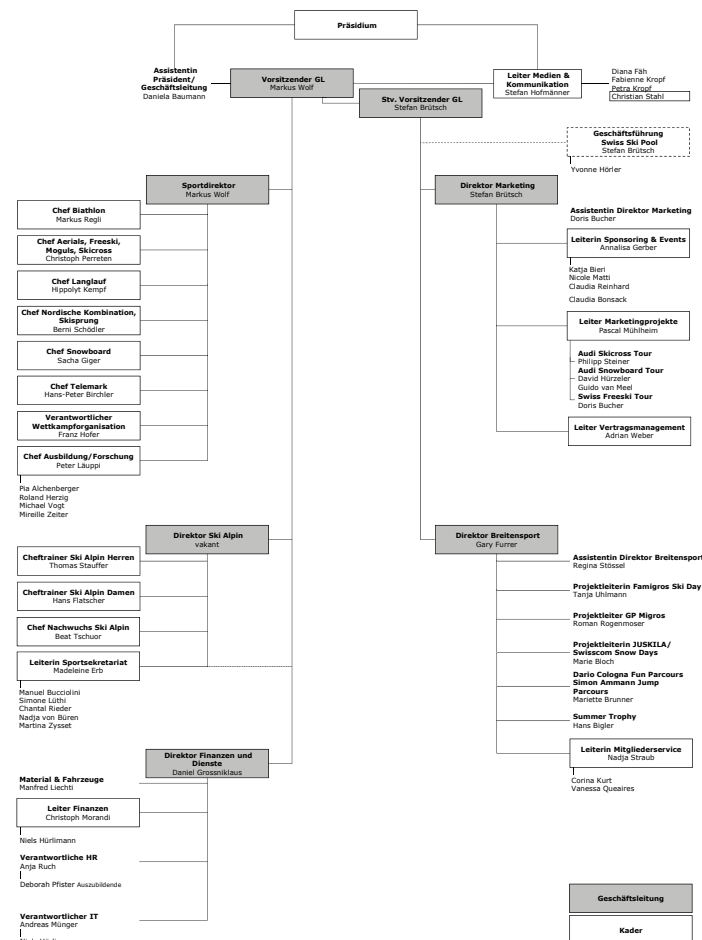 Präsidium
Assistentin
Präsident/
Geschäftsleitung
Daniela Baumann
Vorsitzender GL
Markus Wolf
Stv. Vorsitzender GL
Stefan Brütsch
Leiter Medien &
Kommunikation
Stefan Hofmänner
Diana Fäh
Fabienne Kropf
Petra Kropf
Christian Stahl
Geschäftsführung
Swiss Ski Pool
Stefan Brütsch
Yvonne Hörler
Sportdirektor
Markus Wolf
Chef Biathlon
Markus Regli
Chef Aerials, Freeski,
Moguls, Skicross
Christoph Perreten
Chef Langlauf
Hippolyt Kempf
Chef Nordische Kombination,
Skisprung
Berni Schödler
Chef Snowboard
Sacha Giger
Chef Telemark
Hans-Peter Birchler
Verantwortlicher
Wettkampforganisation
Franz Hofer
Chef Ausbildung/Forschung
Peter Läuppi
Pia Alchenberger
Roland Herzig
Michael Vogt
Mireille Zeiter
Direktor Marketing
Stefan Brütsch
Assistentin Direktor Marketing
Doris Bucher
Leiterin Sponsoring & Events
Annalisa Gerber
Katja Bieri
Nicole Matti
Claudia Reinhard
Claudia Bonsack
Leiter Marketingprojekte
Pascal Mühlheim
Audi Skicross Tour
Philipp Steiner
Audi Snowboard Tour
David Hürzeler
Guido van Meel
Swiss Freeski Tour
Doris Bucher
Leiter Vertragsmanagement
Adrian Weber
Direktor Ski Alpin
vakant
Cheftrainer Ski Alpin Herren
Thomas Stauffer
Cheftrainer Ski Alpin Damen
Hans Flatscher
Chef Nachwuchs Ski Alpin
Beat Tschuor
Leiterin Sportsekretariat
Madeleine Erb
Manuel Bucciolini
Simone Lüthi
Chantal Rieder
Nadja von Büren
Martina Zysset
Direktor Breitensport
Gary Furrer
Assistentin Direktor Breitensport
Regina Stössel
Projektleiterin Famigros Ski Day
Tanja Uhlmann
Projektleiter GP Migros
Roman Rogenmoser
Projektleiterin JUSKILA/
Swisscom Snow Days
Marie Bloch
Dario Cologna Fun Parcours
Simon Ammann Jump
Parcours
Mariette Brunner
Summer Trophy
Hans Bigler
Leiterin Mitgliederservice
Nadja Straub
Corina Kurt
Vanessa Queaires
Direktor Finanzen und
Dienste
Daniel Grossniklaus
Material & Fahrzeuge
Manfred Liechti
Leiter Finanzen
Christoph Morandi
Niels Hürlimann
Verantwortliche HR
Anja Ruch
Deborah Pfister Auszubildende
Verantwortlicher IT
Andreas Münger
Geschäftsleitung
Kader